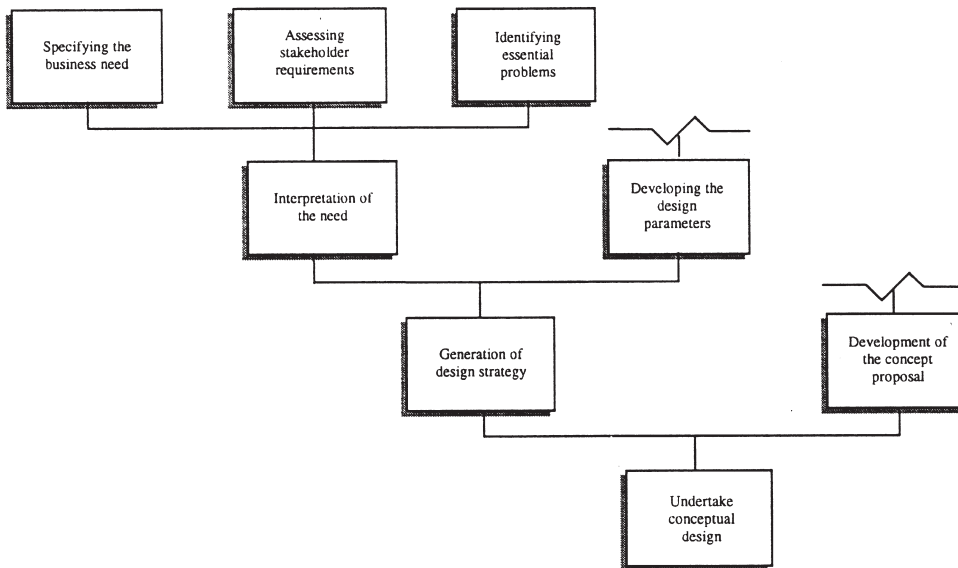 Specifying the
business need
Assessing
stakeholder
requirements
Identifying
essential
problems
Interpretation of
the need
Developing the
design
parameters
Generation of
design strategy
Development of
the concept
proposal
Undertake
conceptual
design